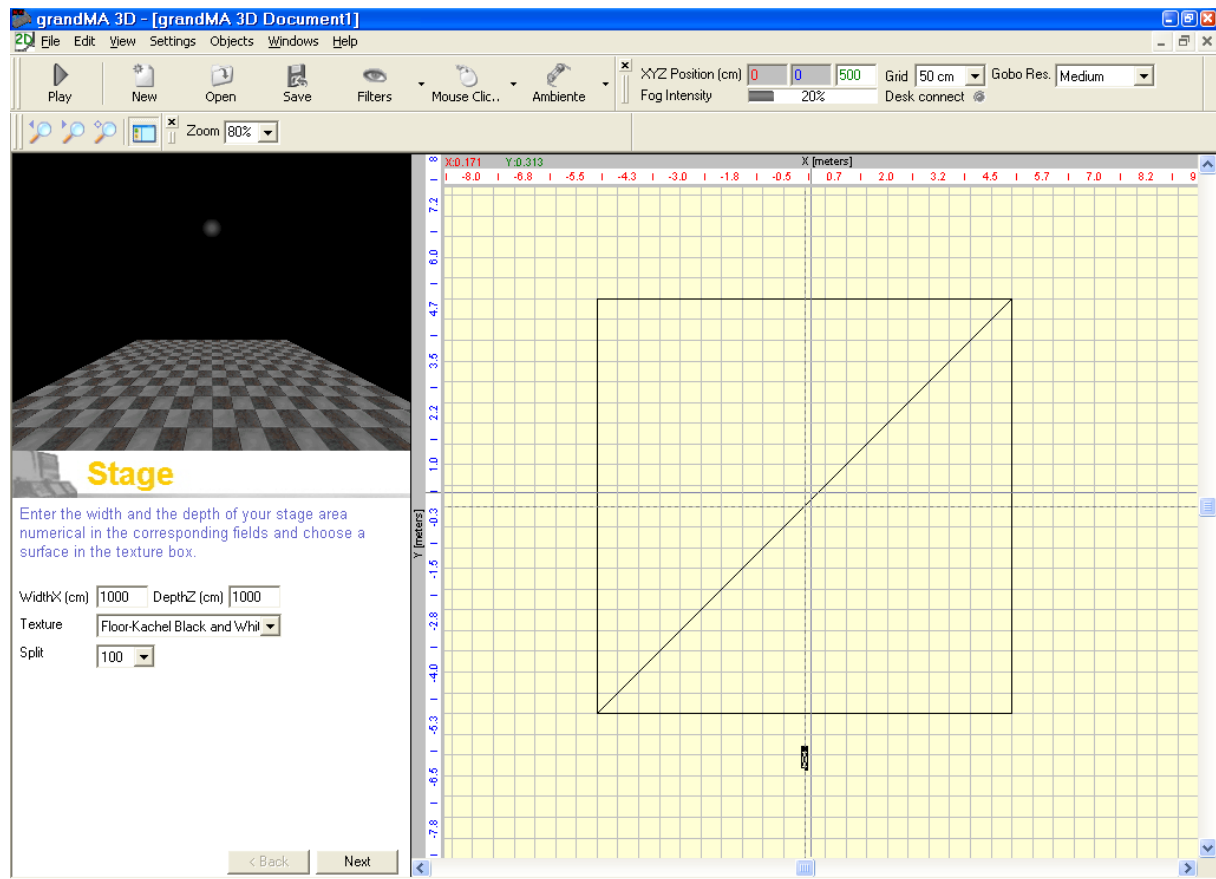 grandMA 3D - [grandMA 3D Document1]
2D File Edit View Settings Objects Windows Help
Play New Open Save Filters Mouse Clic.. Ambiente
XYZ Position (cm) 0 0 500 Grid 50 cm Gobo Res. Medium
Fog Intensity 20% Desk connect
Zoom 80%
X:0.171 Y:0.313 X [meters]
-8.0 -6.8 -5.5 -4.3 -3.0 -1.8 -0.5 0.7 2.0 3.2 4.5 5.7 7.0 8.2 9
8
7.2
6.0
4.7
3.5
2.2
1.0
-0.3
-1.5
-2.8
-4.0
-5.3
-6.5
-7.8
Y [meters]
Stage
Enter the width and the depth of your stage area
numerical in the corresponding fields and choose a
surface in the texture box.
WidthX (cm) 1000 DepthZ (cm) 1000
Texture Floor-Kachel Black and Whit
Split 100
< Back Next